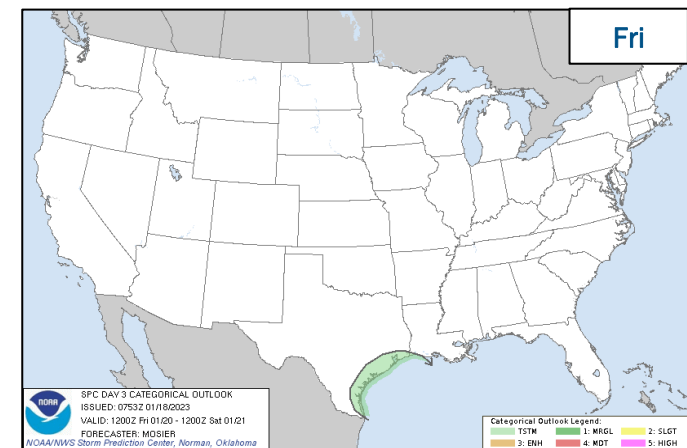 Fri
NOAA
SPC DAY 3 CATEGORICAL OUTLOOK
ISSUED: 0753Z 01/18/2023
VALID: 1200Z Fri 01/20 - 1200Z Sat 01/21
FORECASTER: MOSIER
NOAA/NWS Storm Prediction Center, Norman, Oklahoma
Categorical Outlook Legend:
TSTM 1: MRGL 2: SLGT
3: ENH 4: MDT 5: HIGH